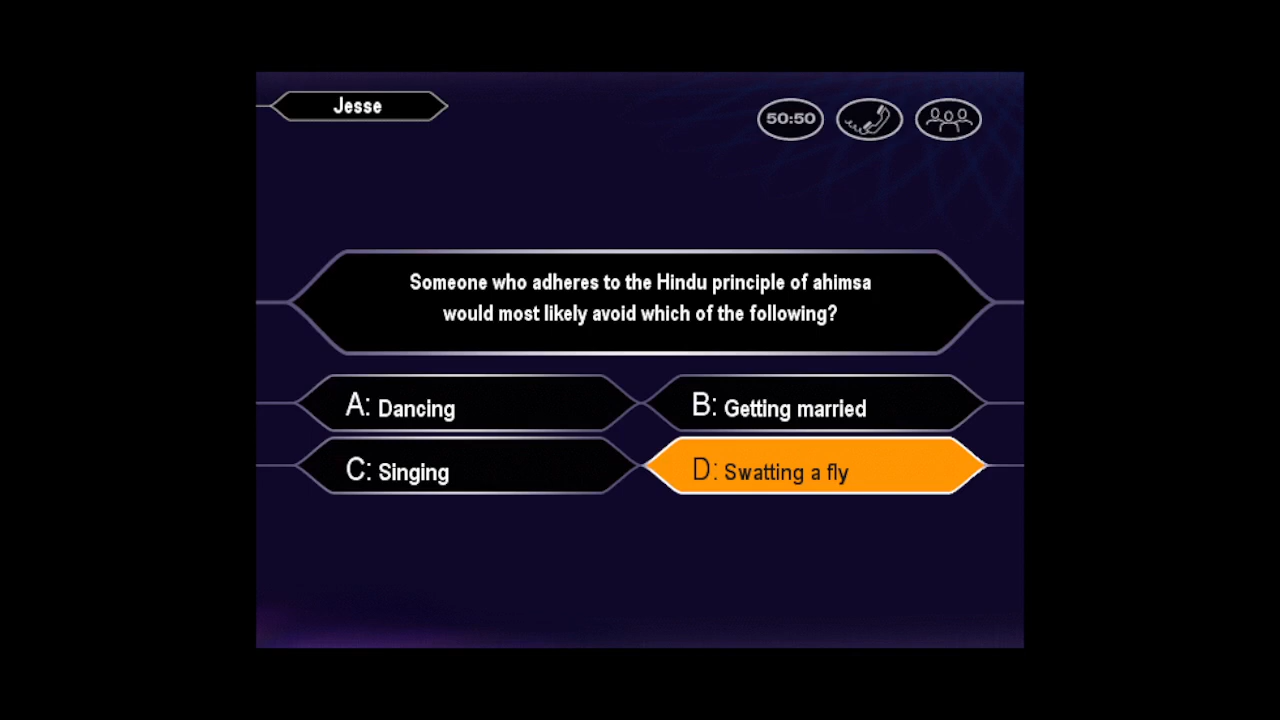 Jesse
50:50
Someone who adheres to the Hindu principle of ahimsa
would most likely avoid which of the following?
A: Dancing
B: Getting married
C: Singing
D: Swatting a fly